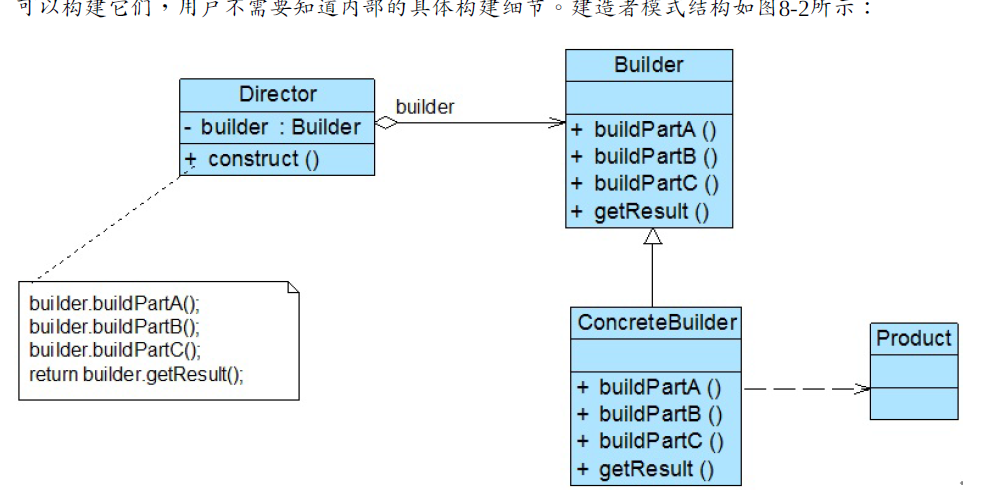 可以构建它们，用户不需要知道内部的具体构建细节。建造者模式结构如图8-2所示：
Director
- builder : Builder
+ construct ()
builder
Builder
+ buildPartA ()
+ buildPartB ()
+ buildPartC ()
+ getResult ()
builder.buildPartA();
builder.buildPartB();
builder.buildPartC();
return builder.getResult();
ConcreteBuilder
+ buildPartA ()
+ buildPartB ()
+ buildPartC ()
+ getResult ()
Product